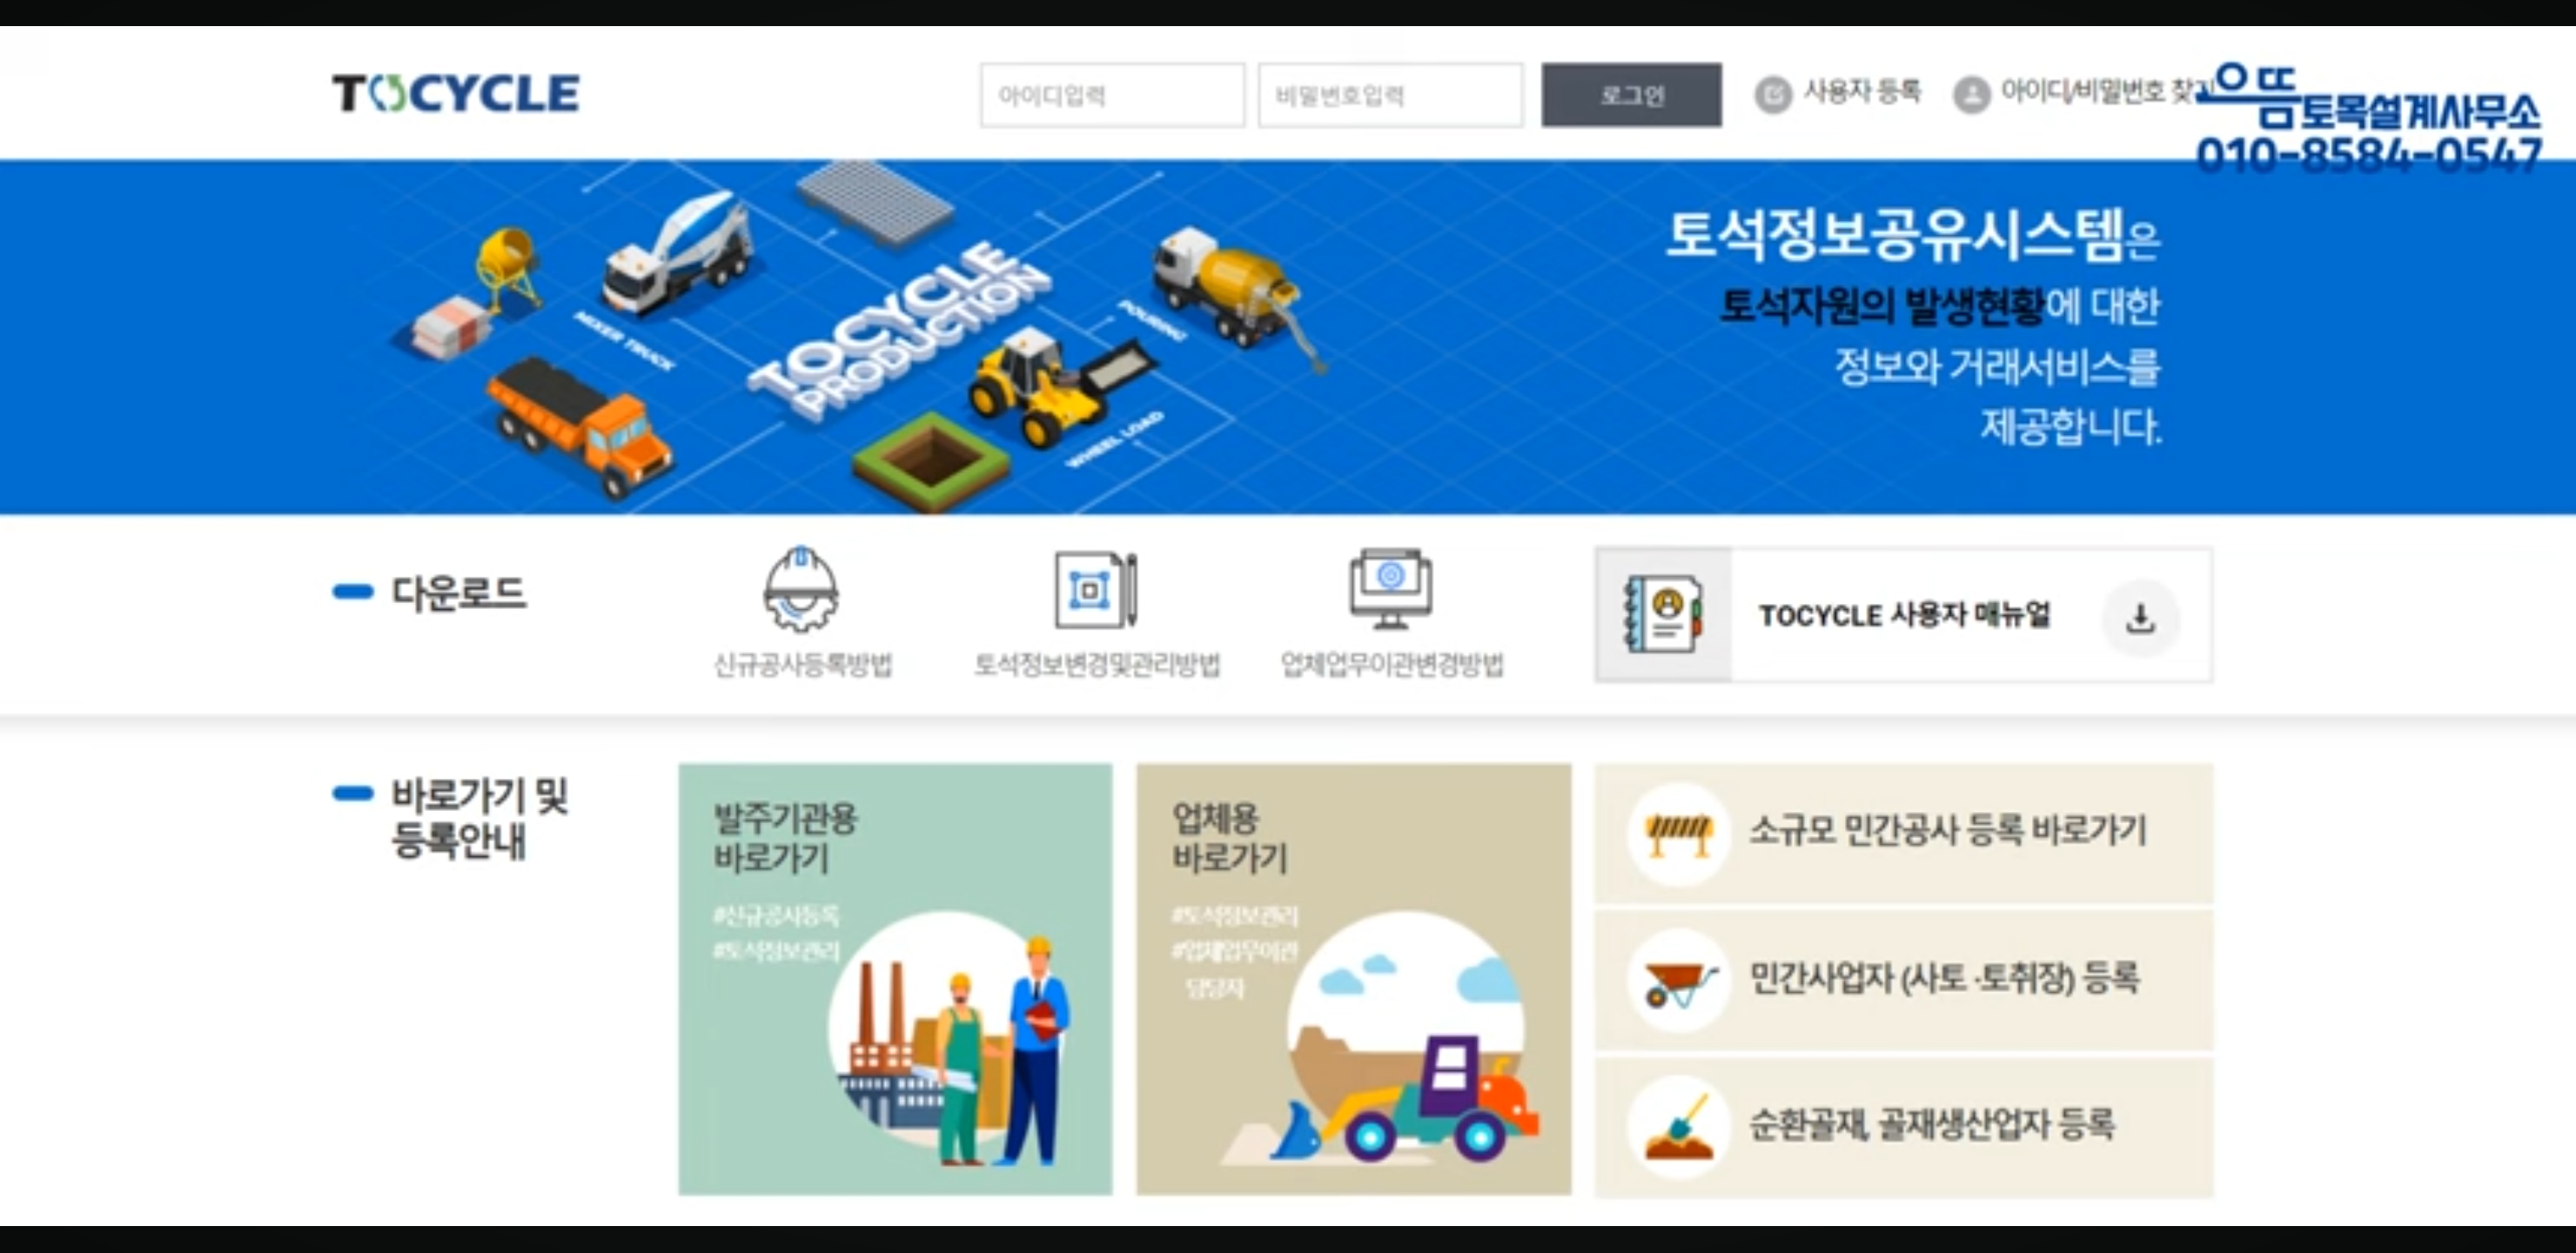 TOCYCLE
아이디입력
비밀번호입력
로그인
사용자 등록
아이디/비밀번호 찾기
으뜸토목설계사무소
010-8584-0547
MIXER TRUCK
TOCYCLE
PRODUCTION
POURING
WHEEL LOAD
토석정보공유시스템은
토석자원의 발생현황에 대한
정보와 거래서비스를
제공합니다.
다운로드
신규공사등록방법
토석정보변경및관리방법
업체업무이관변경방법
TOCYCLE 사용자 매뉴얼
바로가기 및
등록안내
발주기관용
바로가기
#신규공사등록
#토석정보관리
업체용
바로가기
#토석정보관리
#업체업무이관
담당자
소규모 민간공사 등록 바로가기
민간사업자 (사토·토취장) 등록
순환골재, 골재생산업자 등록